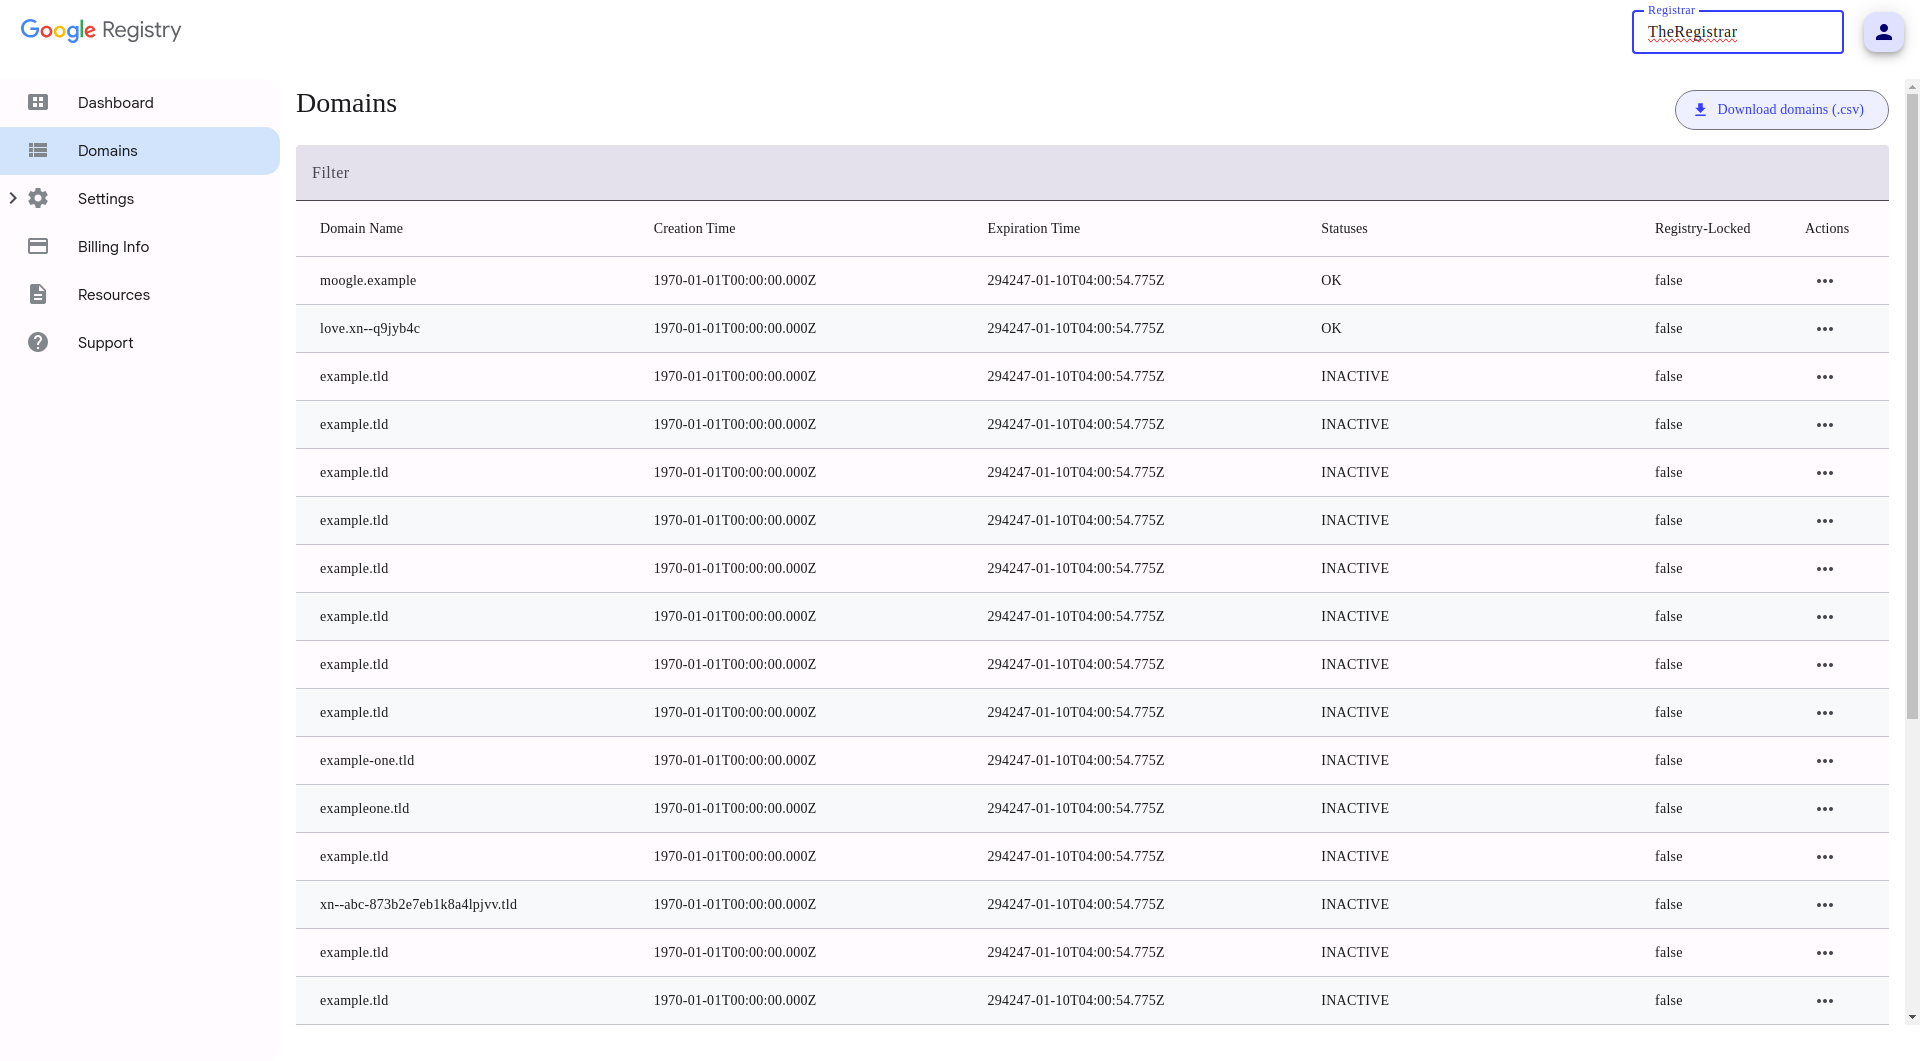 Google Registry
Registrar
TheRegistrar
Dashboard
Domains
Settings
Billing Info
Resources
Support
Domains
Download domains (.csv)
Filter
Domain Name Creation Time Expiration Time Statuses Registry-Locked Actions
moogle.example 1970-01-01T00:00:00.000Z 294247-01-10T04:00:54.775Z OK false
love.xn--q9jyb4c 1970-01-01T00:00:00.000Z 294247-01-10T04:00:54.775Z OK false
example.tld 1970-01-01T00:00:00.000Z 294247-01-10T04:00:54.775Z INACTIVE false
example.tld 1970-01-01T00:00:00.000Z 294247-01-10T04:00:54.775Z INACTIVE false
example.tld 1970-01-01T00:00:00.000Z 294247-01-10T04:00:54.775Z INACTIVE false
example.tld 1970-01-01T00:00:00.000Z 294247-01-10T04:00:54.775Z INACTIVE false
example.tld 1970-01-01T00:00:00.000Z 294247-01-10T04:00:54.775Z INACTIVE false
example.tld 1970-01-01T00:00:00.000Z 294247-01-10T04:00:54.775Z INACTIVE false
example.tld 1970-01-01T00:00:00.000Z 294247-01-10T04:00:54.775Z INACTIVE false
example.tld 1970-01-01T00:00:00.000Z 294247-01-10T04:00:54.775Z INACTIVE false
example-one.tld 1970-01-01T00:00:00.000Z 294247-01-10T04:00:54.775Z INACTIVE false
exampleone.tld 1970-01-01T00:00:00.000Z 294247-01-10T04:00:54.775Z INACTIVE false
example.tld 1970-01-01T00:00:00.000Z 294247-01-10T04:00:54.775Z INACTIVE false
xn--abc-873b2e7eb1k8a4lpjvv.tld 1970-01-01T00:00:00.000Z 294247-01-10T04:00:54.775Z INACTIVE false
example.tld 1970-01-01T00:00:00.000Z 294247-01-10T04:00:54.775Z INACTIVE false
example.tld 1970-01-01T00:00:00.000Z 294247-01-10T04:00:54.775Z INACTIVE false